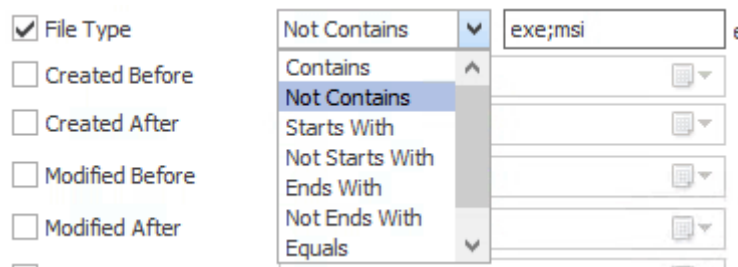 File Type Not Contains exe;msi
Contains
Created Before
Not Contains
Created After
Starts With
Not Starts With
Modified Before
Ends With
Not Ends With
Modified After
Equals